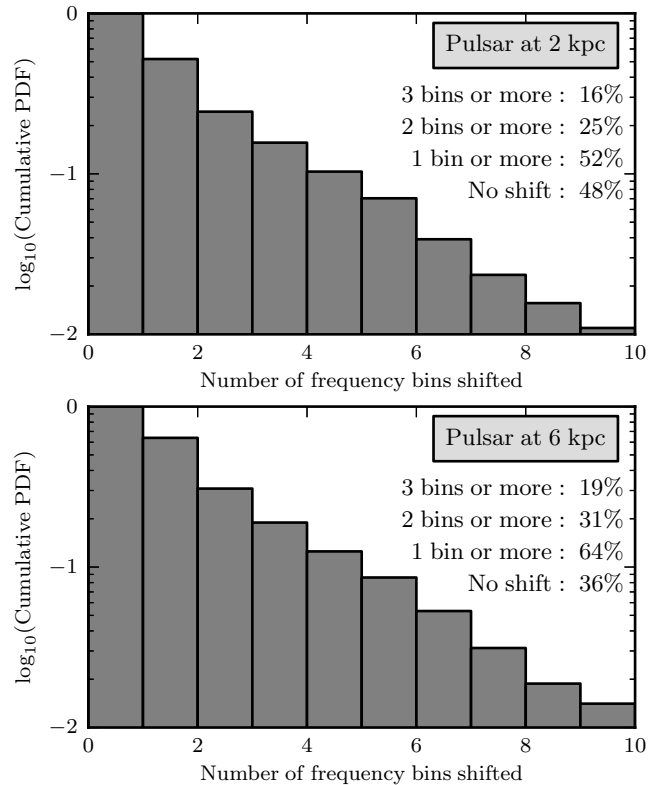 Pulsar at 2 kpc
3 bins or more : 16%
2 bins or more : 25%
1 bin or more : 52%
No shift : 48%
log₁₀(Cumulative PDF)
0
−1
−2
0 2 4 6 8 10
Number of frequency bins shifted
Pulsar at 6 kpc
3 bins or more : 19%
2 bins or more : 31%
1 bin or more : 64%
No shift : 36%
log₁₀(Cumulative PDF)
0
−1
−2
0 2 4 6 8 10
Number of frequency bins shifted